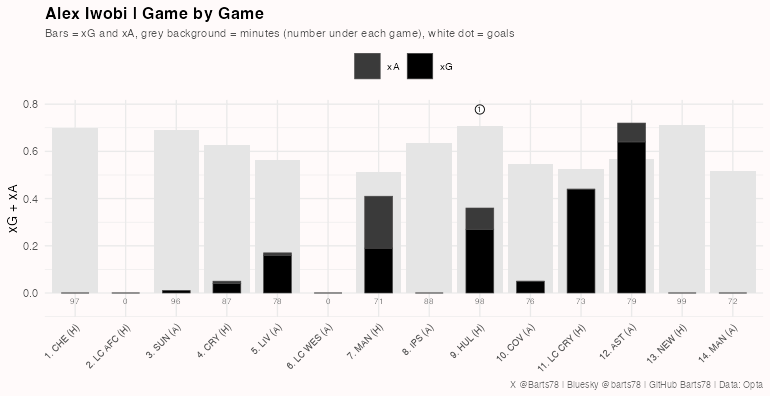 Alex Iwobi | Game by Game
Bars = xG and xA, grey background = minutes (number under each game), white dot = goals
xA xG
xG + xA
0.8
0.6
0.4
0.2
0.0
1
97 0 96 87 78 0 71 88 98 76 73 79 99 72
1. CHE (H)
2. LC AFC (H)
3. SUN (A)
4. CRY (H)
5. LIV (A)
6. LC WES (A)
7. MAN (H)
8. IPS (A)
9. HUL (H)
10. COV (A)
11. LC CRY (H)
12. AST (A)
13. NEW (H)
14. MAN (A)
X @Barts78 | Bluesky @barts78 | GitHub Barts78 | Data: Opta